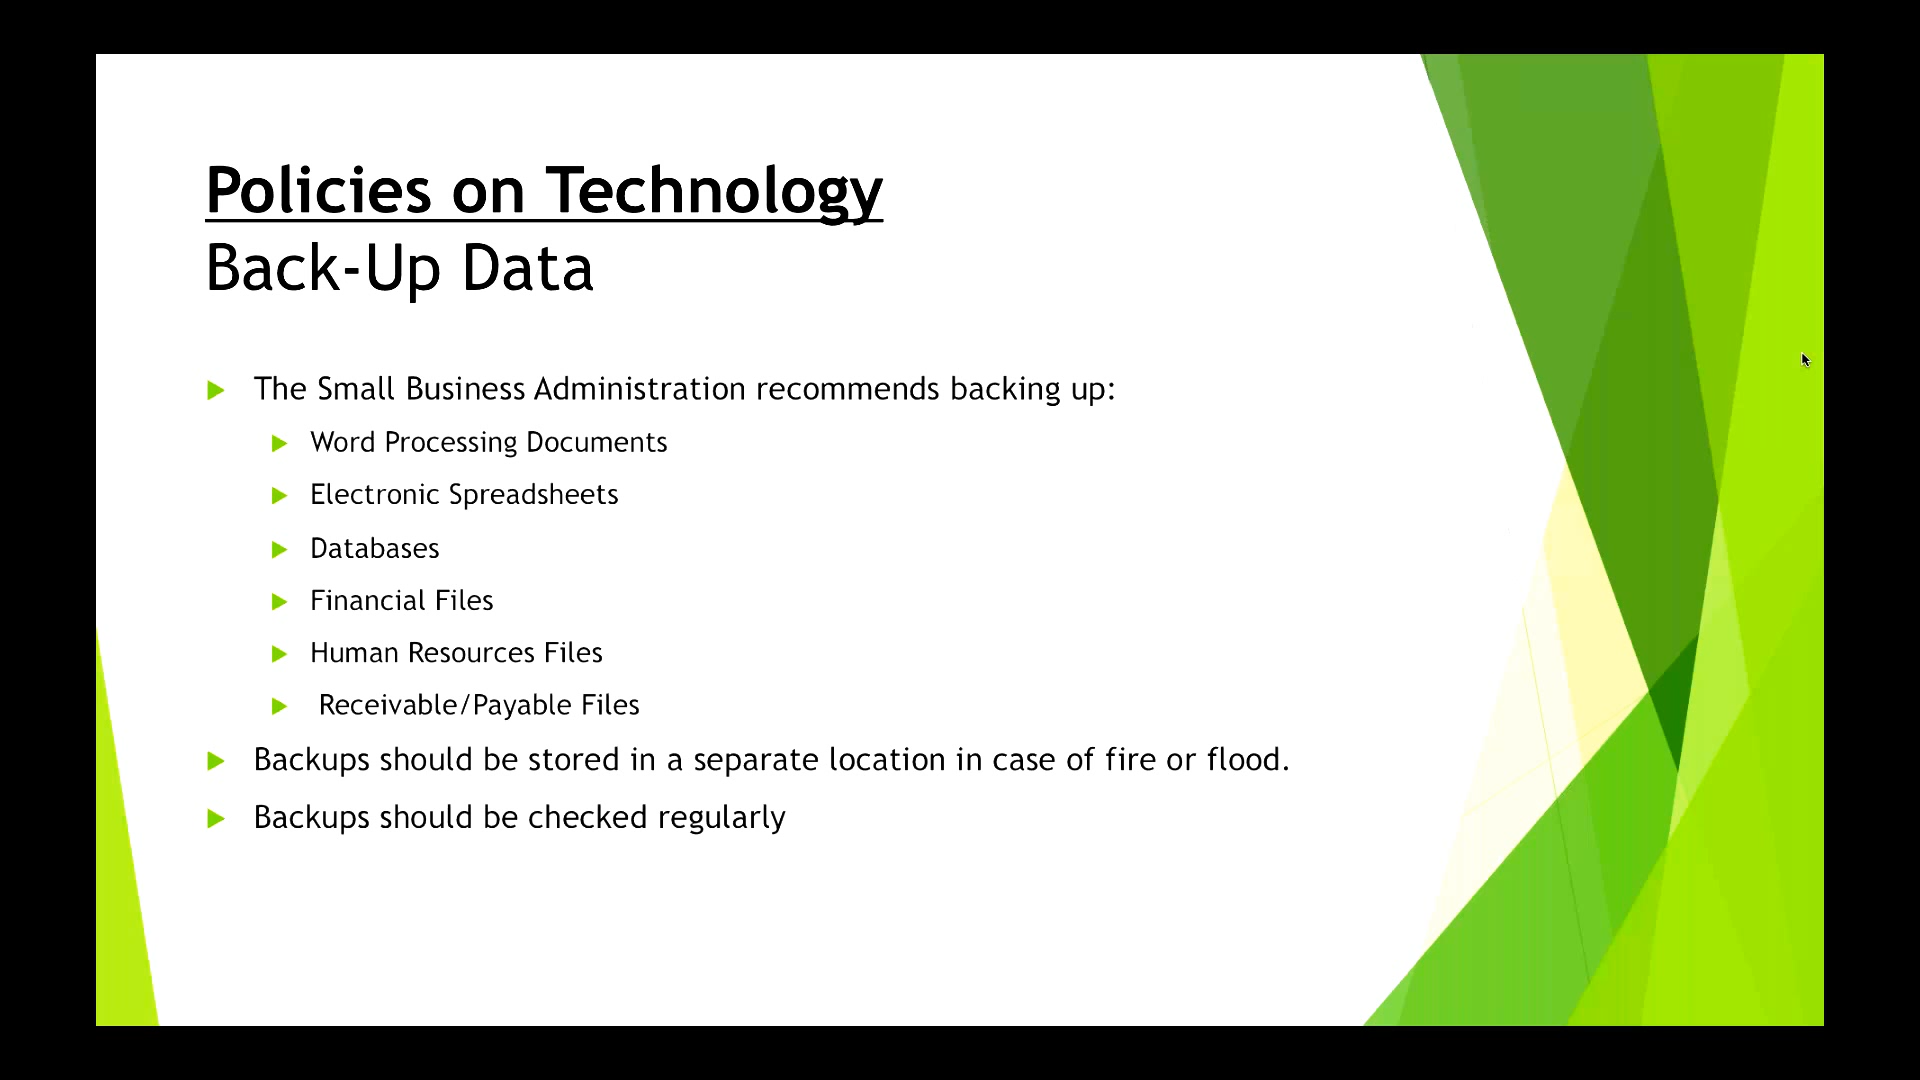 Policies on Technology
Back-Up Data
The Small Business Administration recommends backing up:
Word Processing Documents
Electronic Spreadsheets
Databases
Financial Files
Human Resources Files
Receivable/Payable Files
Backups should be stored in a separate location in case of fire or flood.
Backups should be checked regularly